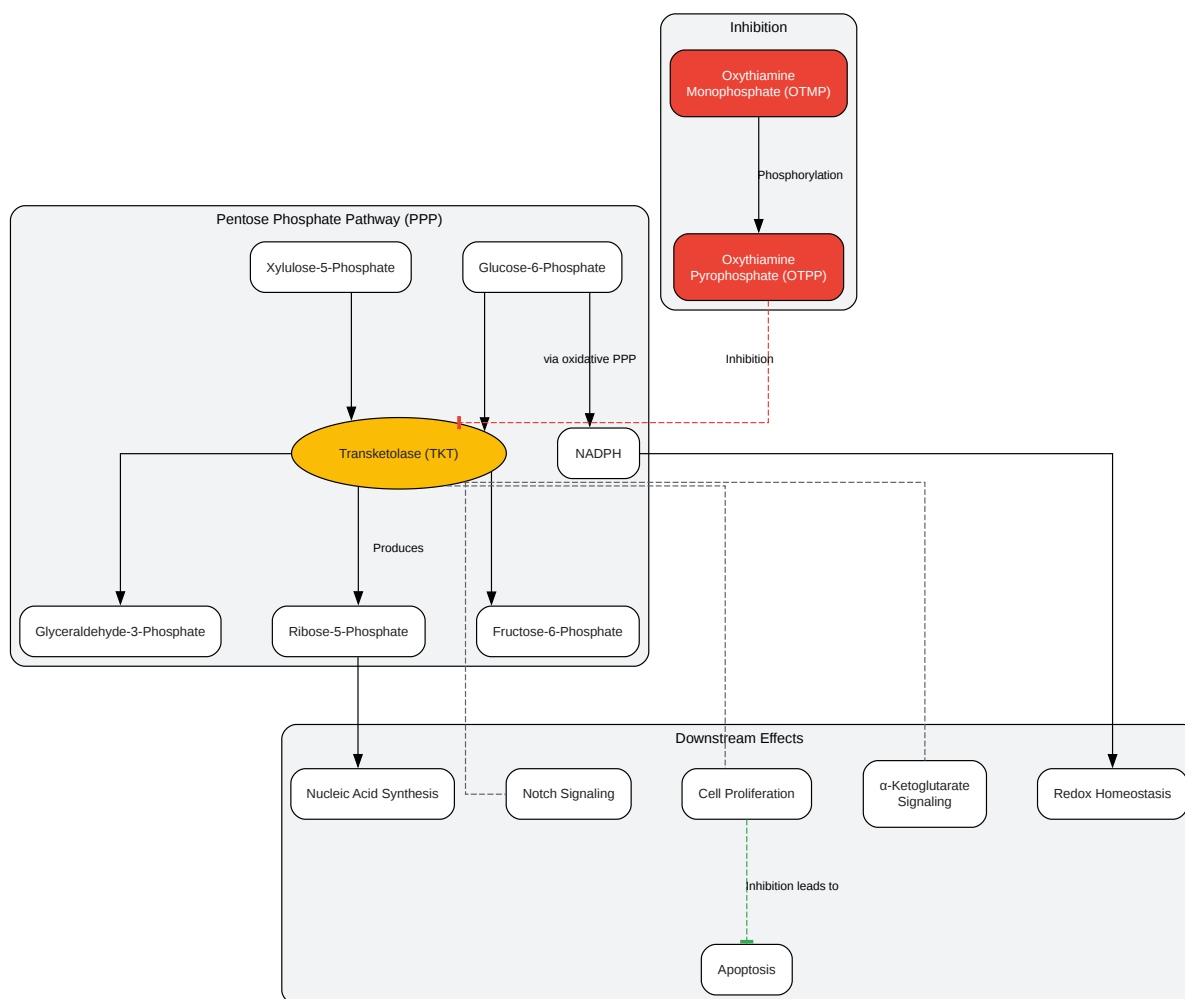 Inhibition
Oxythiamine
Monophosphate (OTMP)
Phosphorylation
Oxythiamine
Pyrophosphate (OTPP)
Inhibition
Pentose Phosphate Pathway (PPP)
Xylulose-5-Phosphate
Glucose-6-Phosphate
via oxidative PPP
Transketolase (TKT)
NADPH
Produces
Glyceraldehyde-3-Phosphate
Ribose-5-Phosphate
Fructose-6-Phosphate
Downstream Effects
Nucleic Acid Synthesis
Notch Signaling
Cell Proliferation
α-Ketoglutarate
Signaling
Redox Homeostasis
Inhibition leads to
Apoptosis